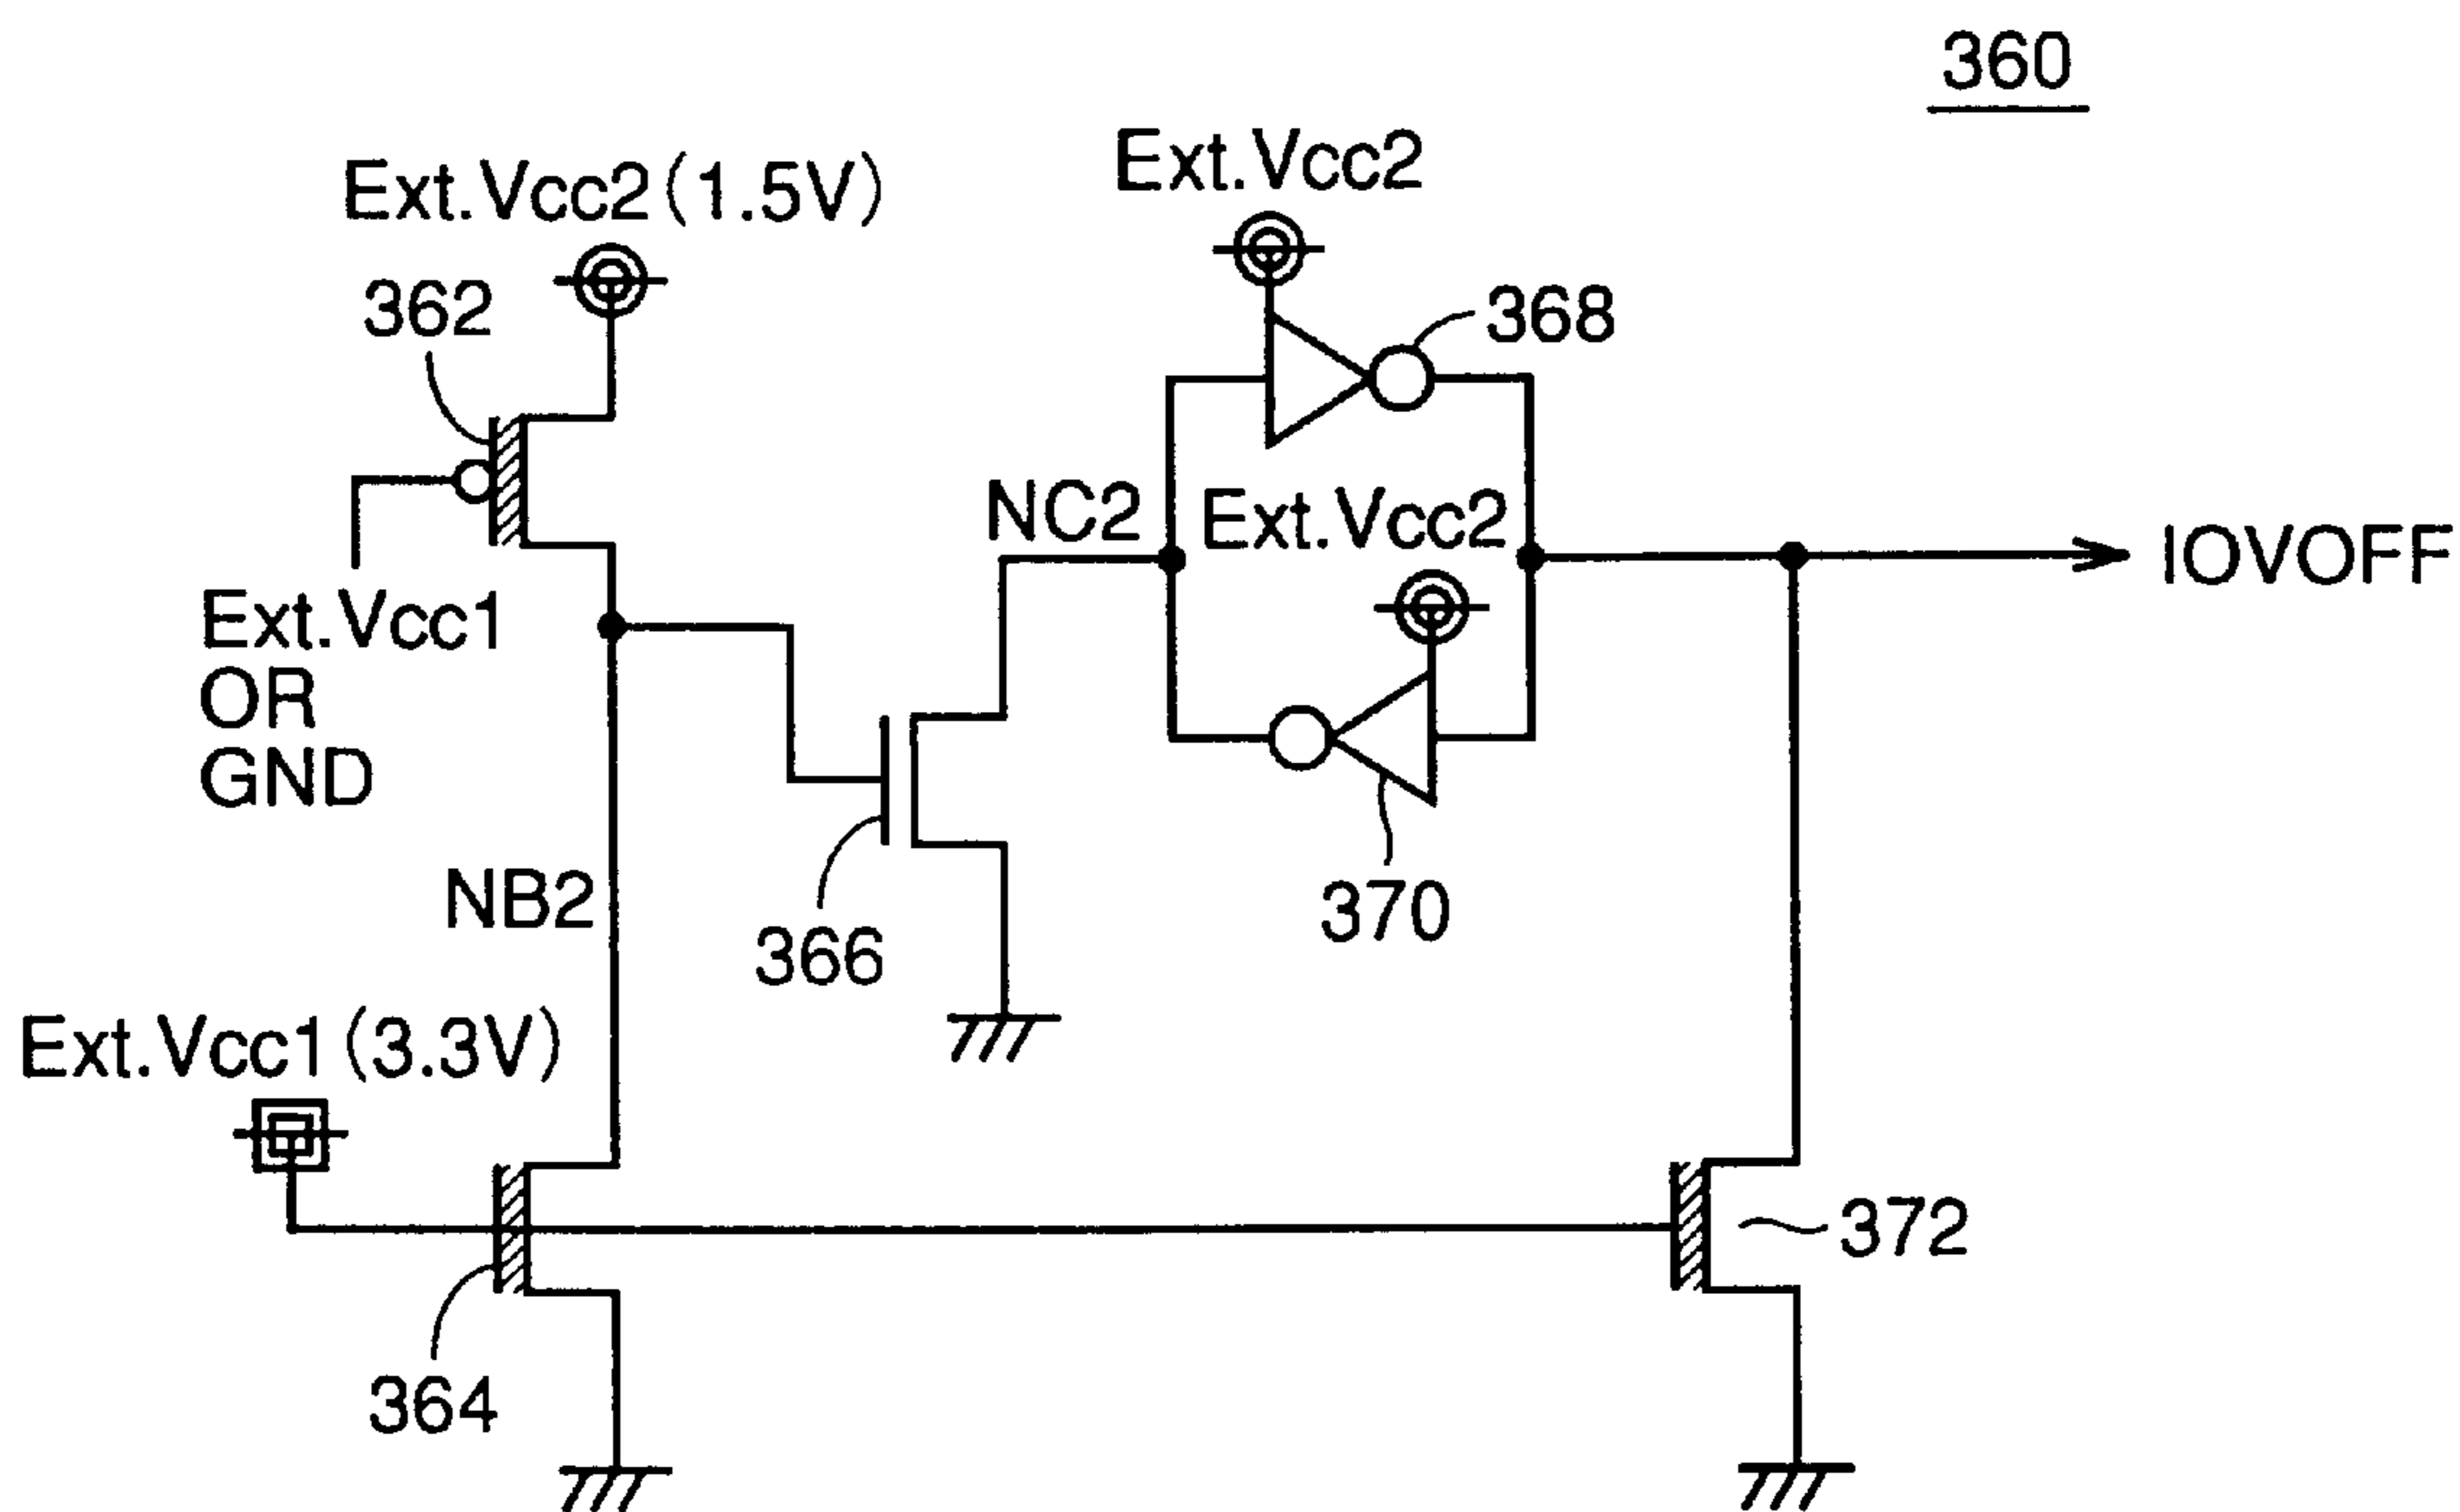 360
Ext.Vcc2
Ext.Vcc2(1.5V)
362
368
NC2
Ext.Vcc2
IOVOFF
Ext.Vcc1
OR
GND
NB2
366
370
Ext.Vcc1(3.3V)
372
364